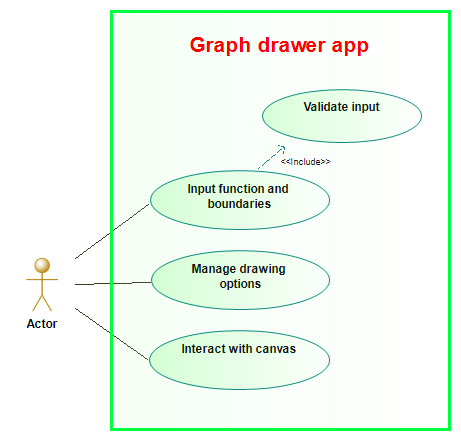 Graph drawer app
Validate input
<<Include>>
Input function and
boundaries
Manage drawing
options
Actor
Interact with canvas